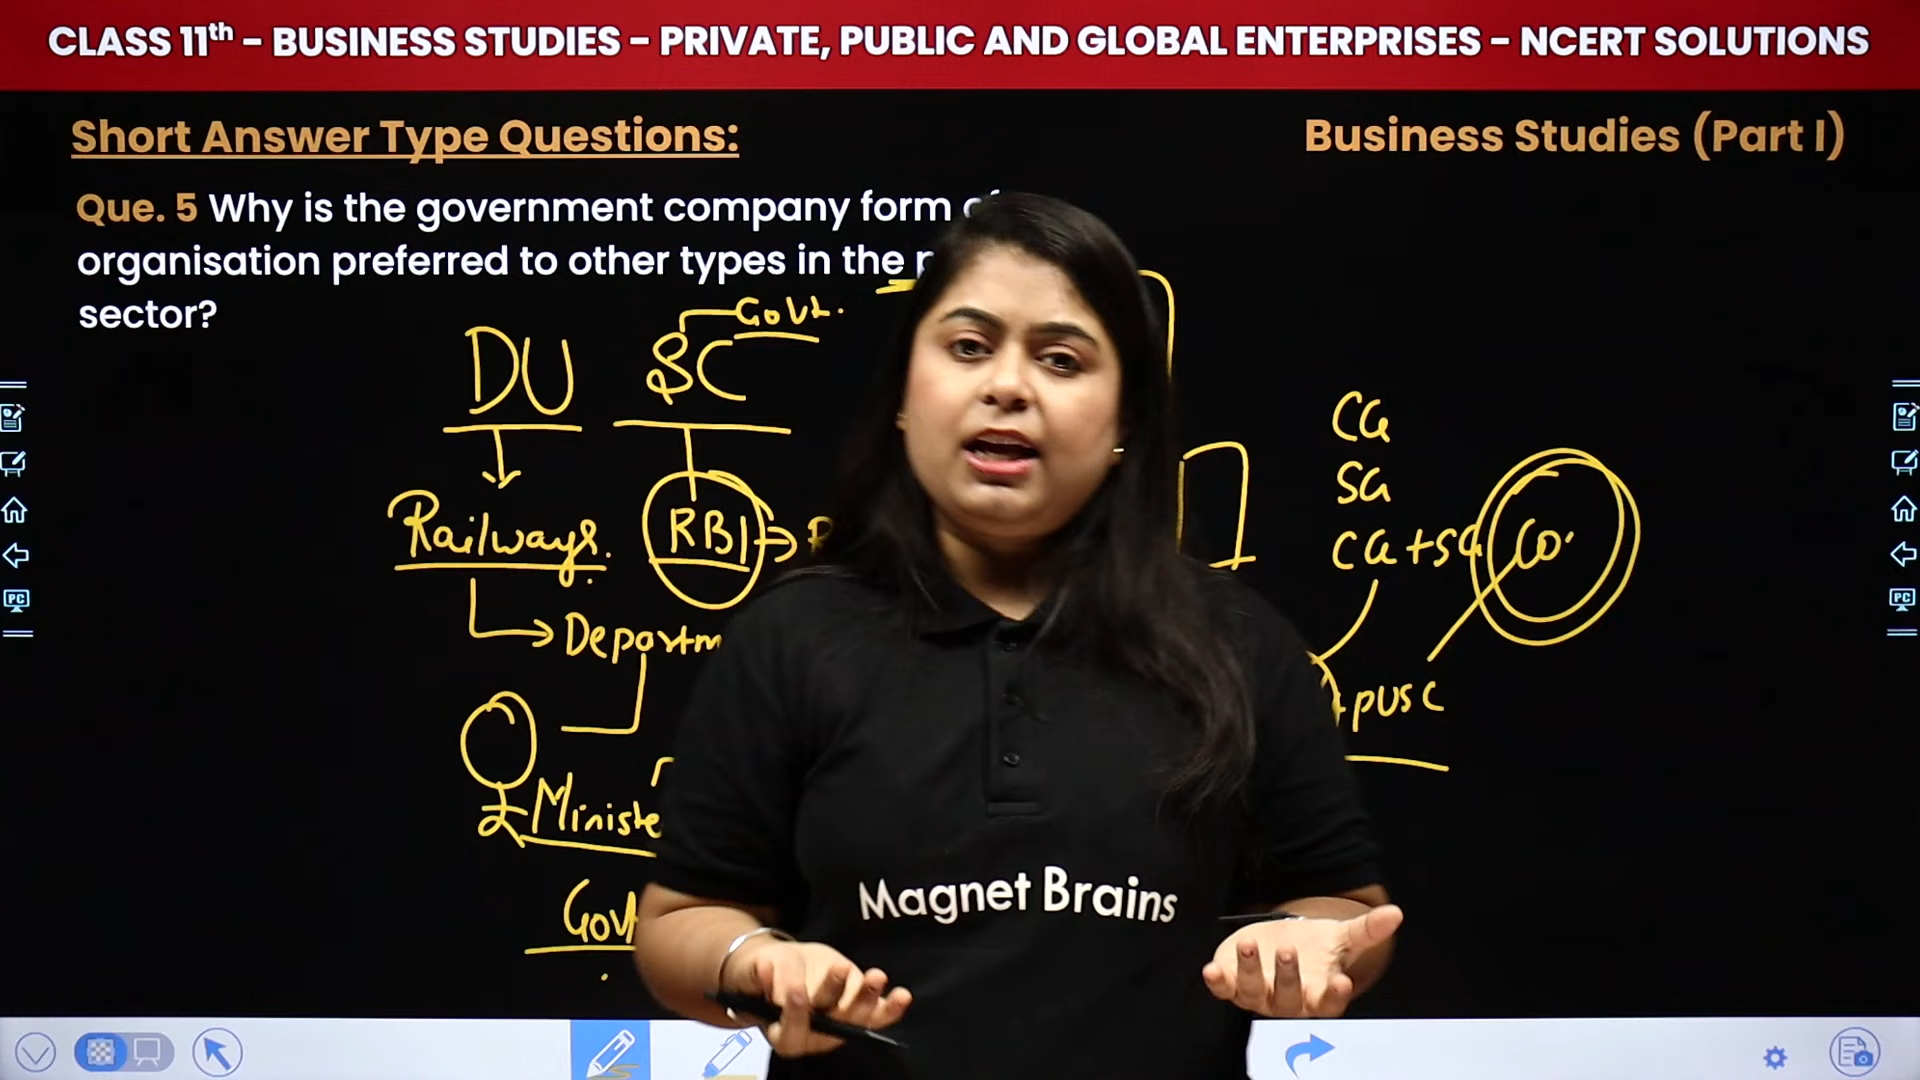 CLASS 11th – BUSINESS STUDIES – PRIVATE, PUBLIC AND GLOBAL ENTERPRISES – NCERT SOLUTIONS
Short Answer Type Questions:
Business Studies (Part I)
Que. 5 Why is the government company form
organisation preferred to other types in the
sector?
Govt.
DU
SC
CG
SG
CG+SG
Co.
Railways.
RBI
PUSC
Magnet Brains
PC
PC